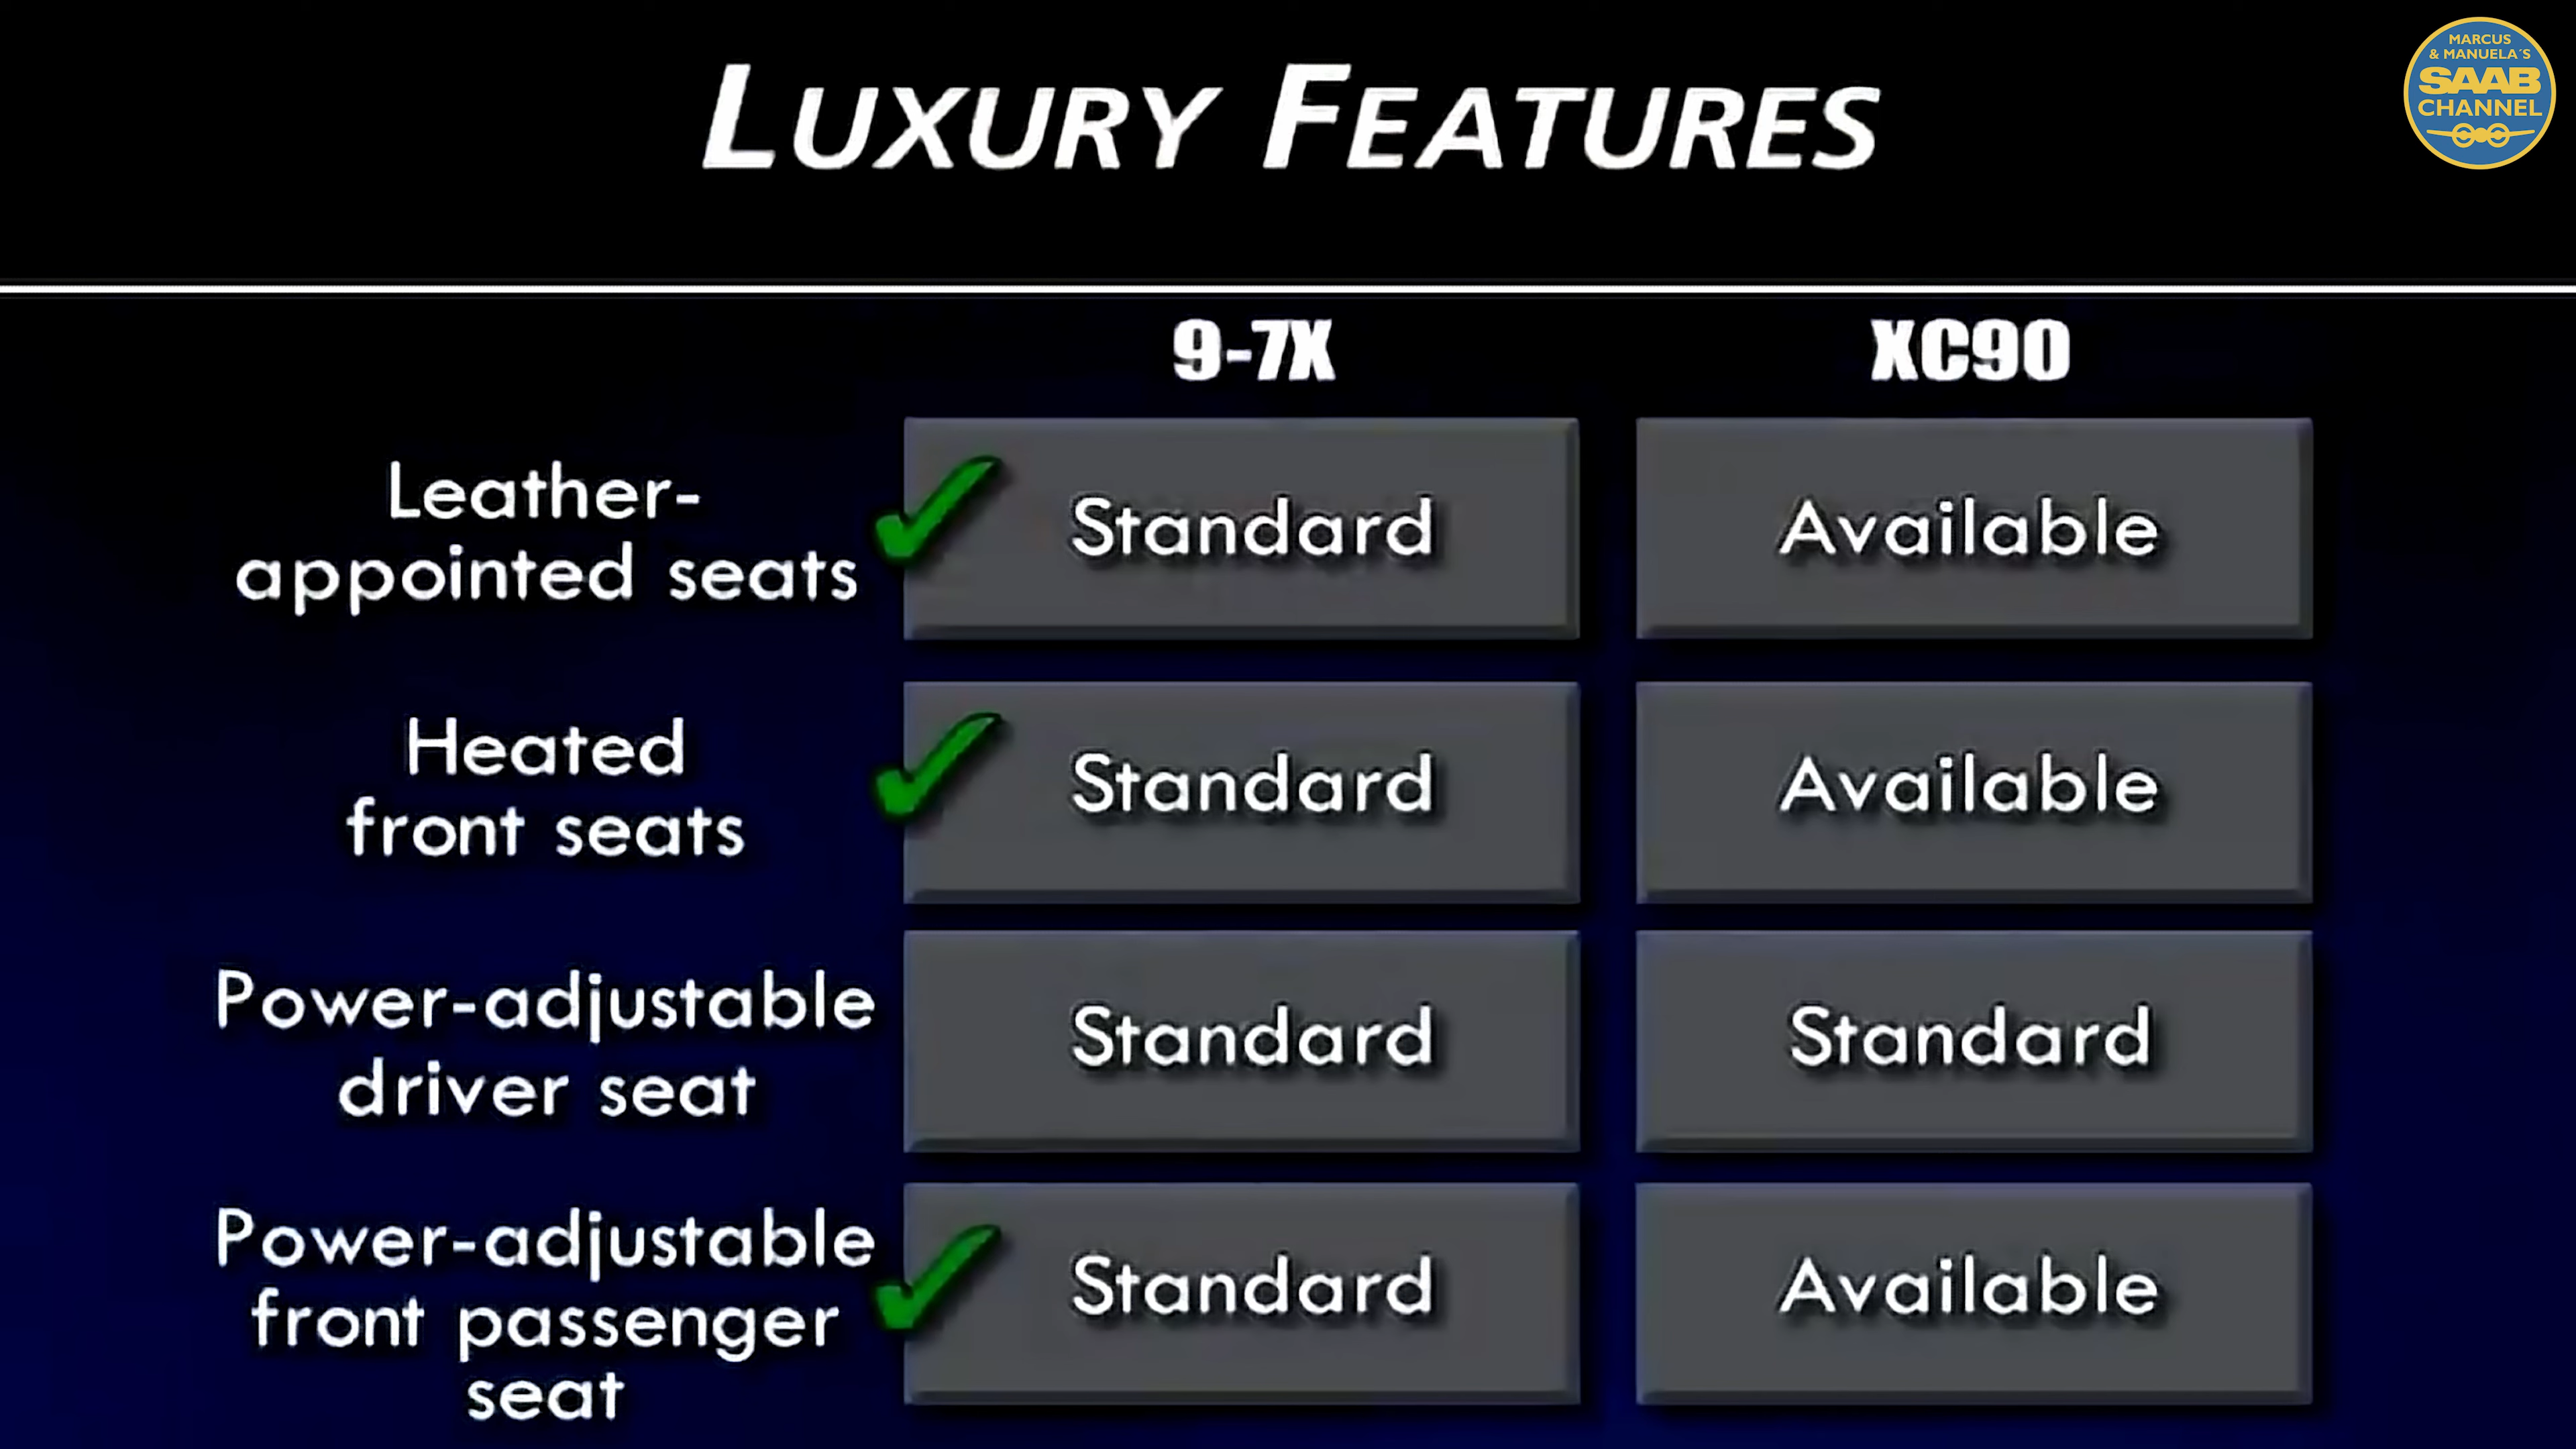 LUXURY FEATURES
MARCUS
& MANUELA´S
SAAB
CHANNEL
9-7X XC90
Leather-
appointed seats
Standard Available
Heated
front seats
Standard Available
Power-adjustable
driver seat
Standard Standard
Power-adjustable
front passenger
seat
Standard Available